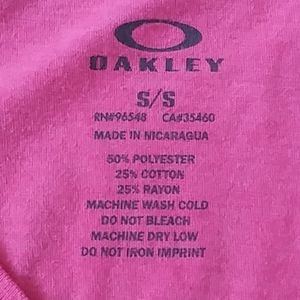 OAKLEY
S/S
RN#96548 CA#35460
MADE IN NICARAGUA
50% POLYESTER
25% COTTON
25% RAYON
MACHINE WASH COLD
DO NOT BLEACH
MACHINE DRY LOW
DO NOT IRON IMPRINT